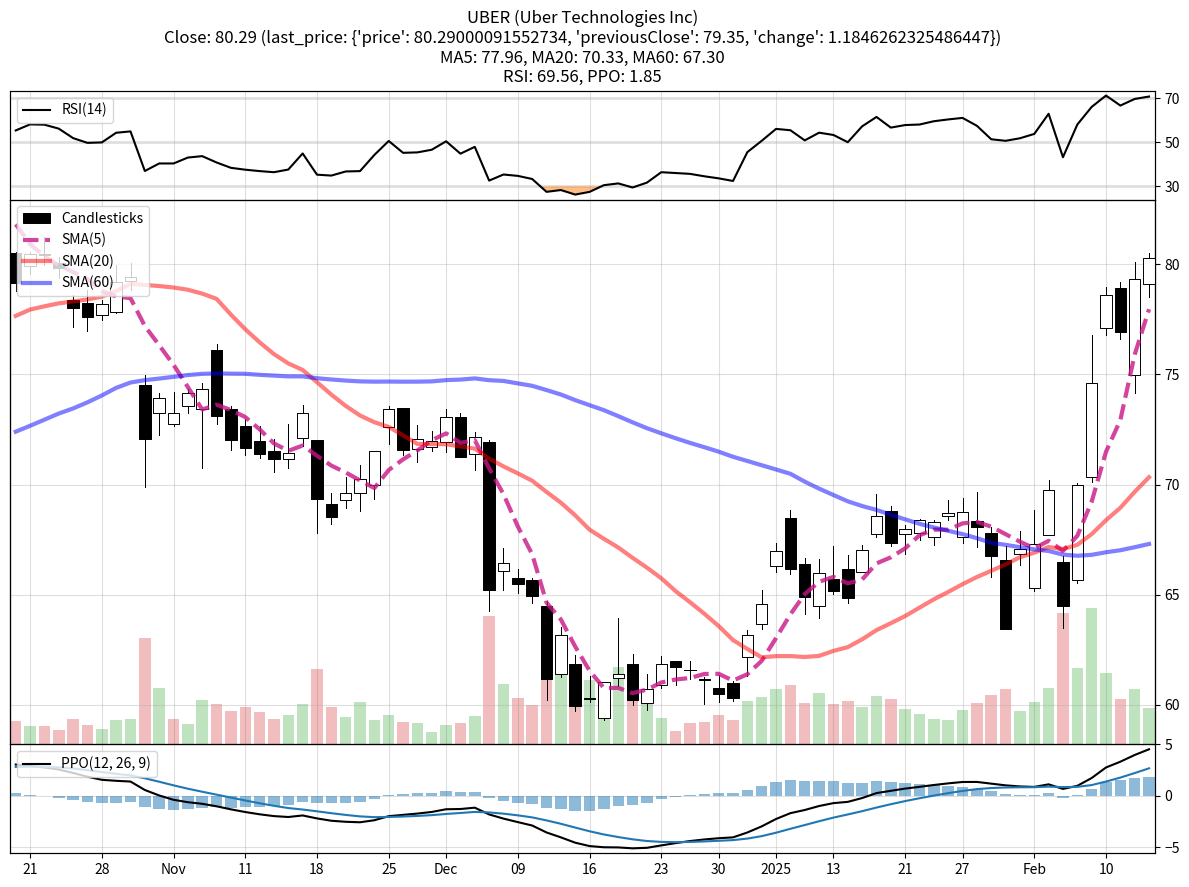 UBER (Uber Technologies Inc)
Close: 80.29 (last_price: {'price': 80.29000091552734, 'previousClose': 79.35, 'change': 1.1846262325486447})
MA5: 77.96, MA20: 70.33, MA60: 67.30
RSI: 69.56, PPO: 1.85
RSI(14)
70
50
30
Candlesticks
SMA(5)
SMA(20)
SMA(60)
80
75
70
65
60
PPO(12, 26, 9)
5
0
−5
21 28 Nov 11 18 25 Dec 09 16 23 30 2025 13 21 27 Feb 10